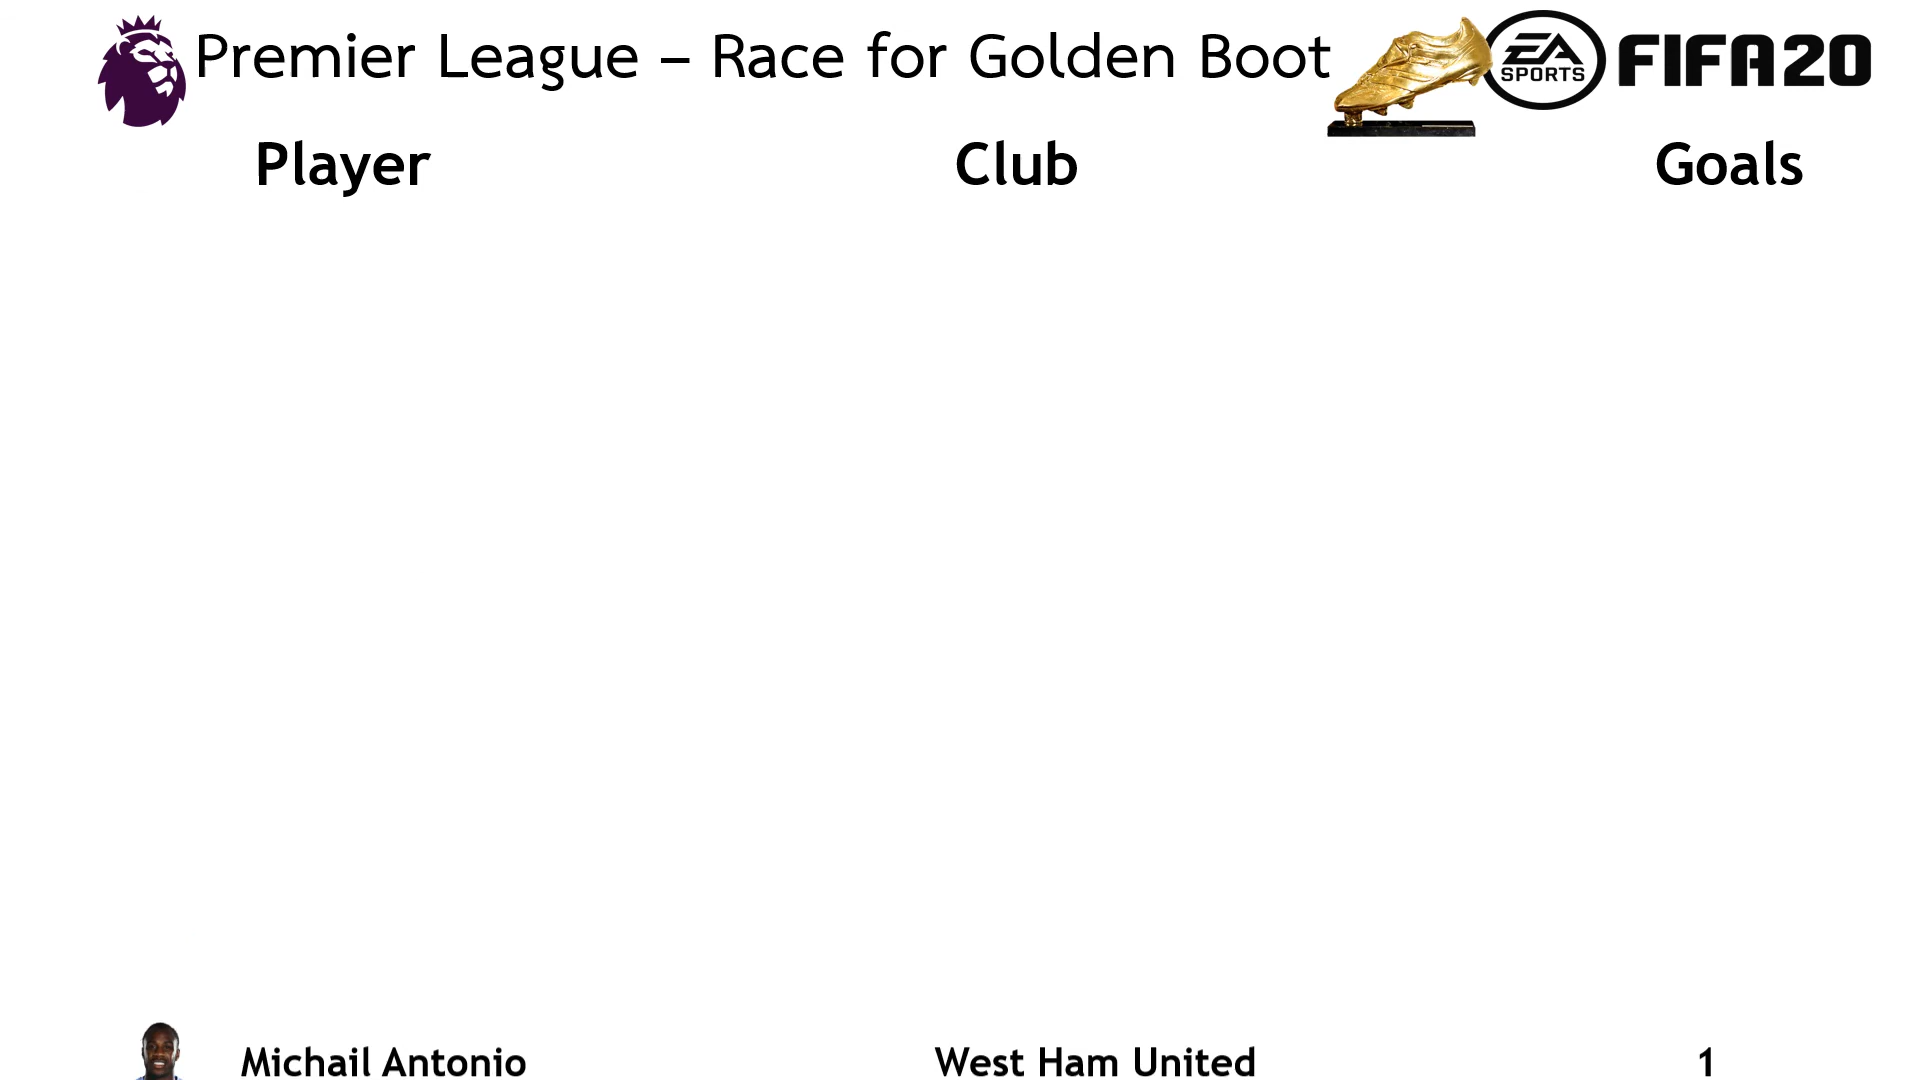 Premier League – Race for Golden Boot EA SPORTS FIFA20
Player Club Goals
Michail Antonio West Ham United 1